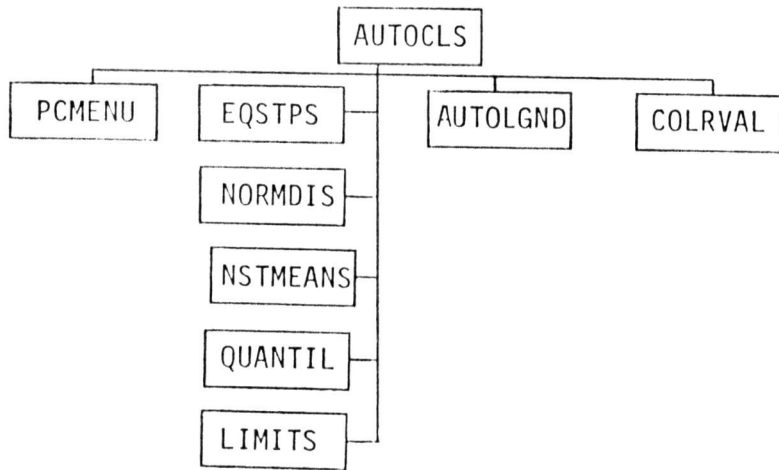 AUTOCLS
PCMENU
EQSTPS
AUTOLGND
COLRVAL
NORMDIS
NSTMEANS
QUANTIL
LIMITS